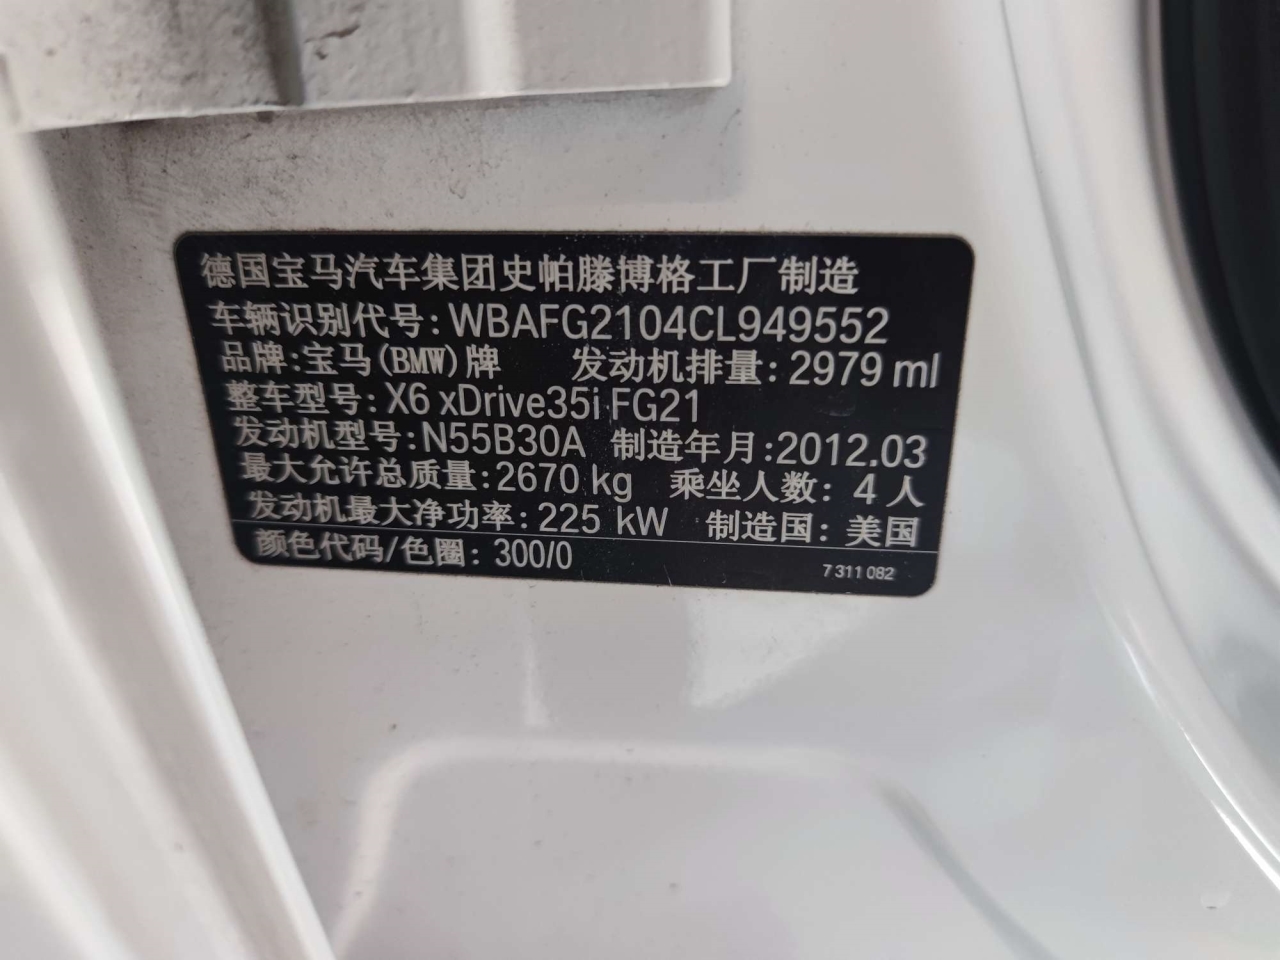 德国宝马汽车集团史帕滕博格工厂制造
车辆识别代号: WBAFG2104CL949552
品牌: 宝马(BMW)牌 发动机排量: 2979 ml
整车型号: X6 xDrive35i FG21
发动机型号: N55B30A 制造年月: 2012.03
最大允许总质量: 2670 kg 乘坐人数: 4人
发动机最大净功率: 225 kW 制造国: 美国
颜色代码/色圈: 300/0
7 311 082